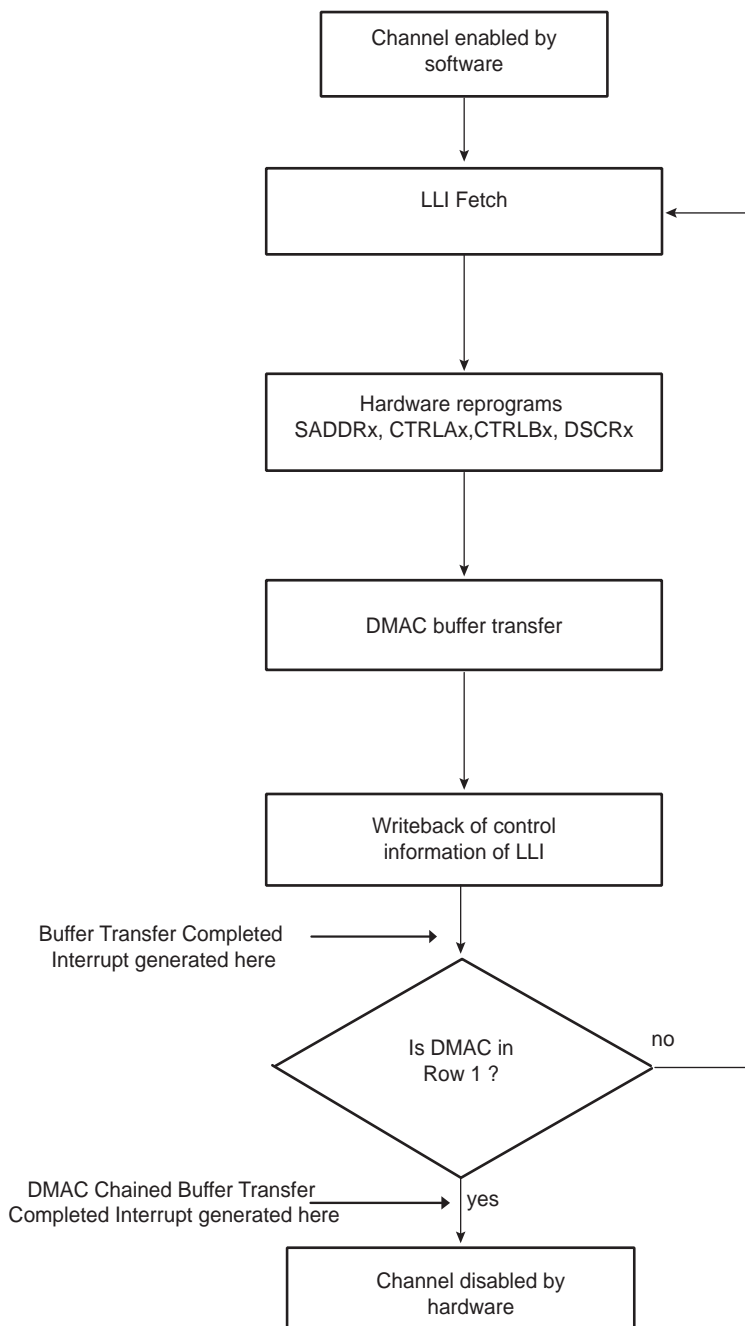 Channel enabled by
software
LLI Fetch
Hardware reprograms
SADDRx, CTRLAx,CTRLBx, DSCRx
DMAC buffer transfer
Writeback of control
information of LLI
Buffer Transfer Completed
Interrupt generated here
Is DMAC in
Row 1 ?
no
DMAC Chained Buffer Transfer
Completed Interrupt generated here
yes
Channel disabled by
hardware